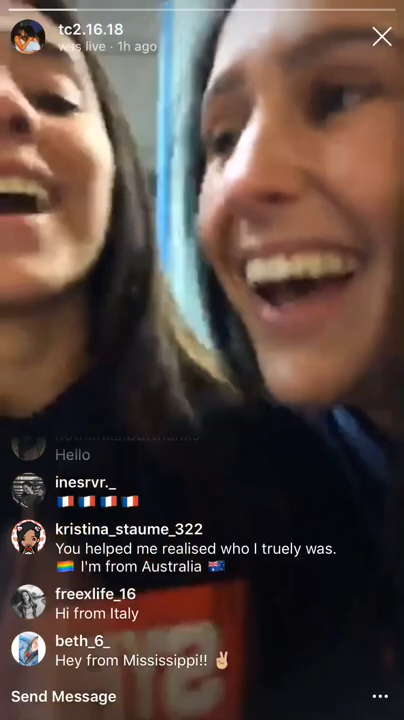 tc2.16.18
was live · 1h ago
Hello
inesrvr._
🇫🇷 🇫🇷 🇫🇷 🇫🇷
kristina_staume_322
You helped me realised who I truely was.
🏳️‍🌈 I'm from Australia 🇦🇺
freexlife_16
Hi from Italy
beth_6_
Hey from Mississippi!! ✌🏼
Send Message